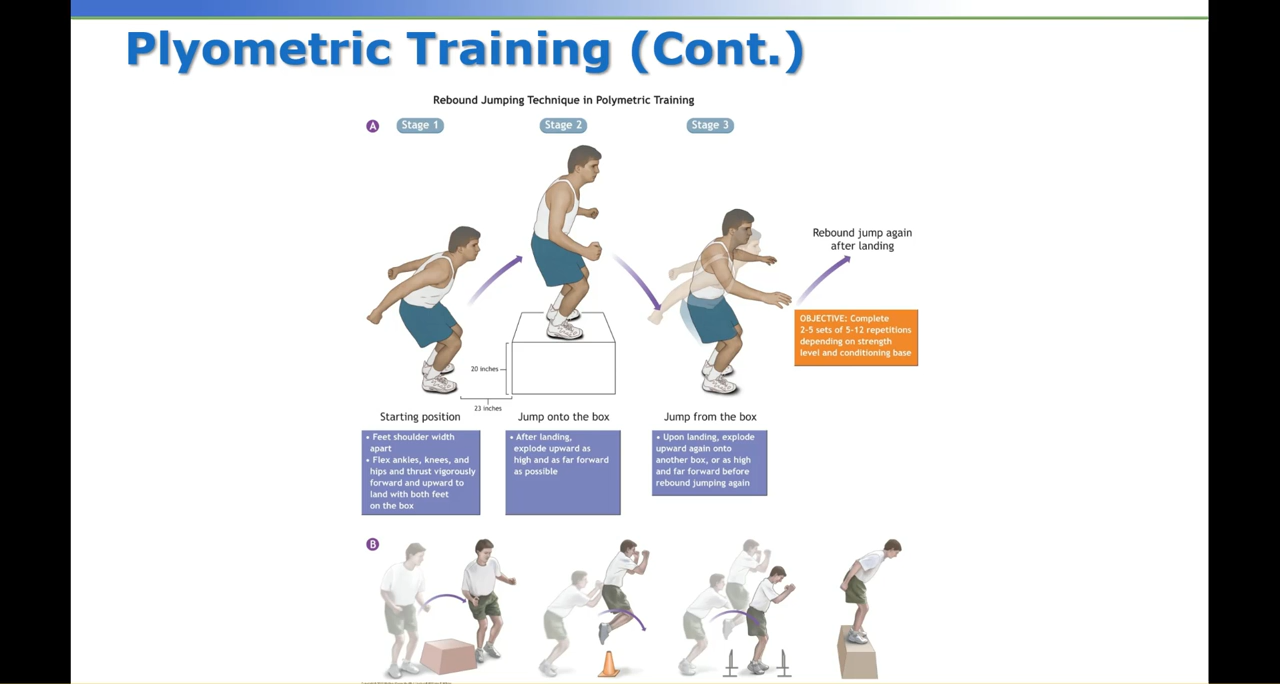 Plyometric Training (Cont.)
Rebound Jumping Technique in Polymetric Training
A
Stage 1
Stage 2
Stage 3
Rebound jump again
after landing
OBJECTIVE: Complete
2-5 sets of 5-12 repetitions
depending on strength
level and conditioning base
20 inches
23 inches
Starting position
• Feet shoulder width
apart
• Flex ankles, knees, and
hips and thrust vigorously
forward and upward to
land with both feet
on the box
Jump onto the box
• After landing,
explode upward as
high and as far forward
as possible
Jump from the box
• Upon landing, explode
upward again onto
another box, or as high
and far forward before
rebound jumping again
B